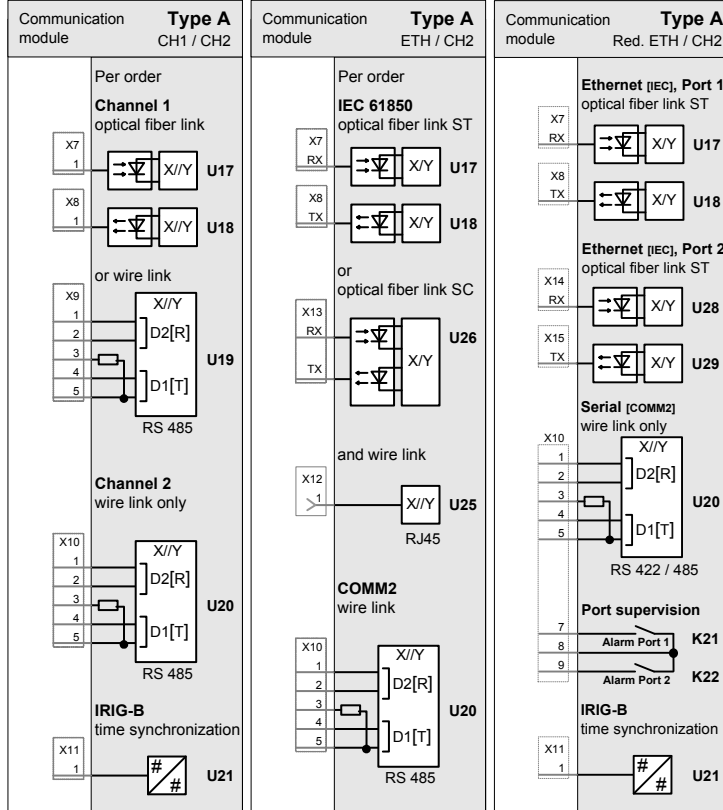 Communication module
Type A
CH1 / CH2
Per order
Channel 1
optical fiber link
X7
1
X//Y
U17
X8
1
X//Y
U18
or wire link
X9
X//Y
1
2
D2[R]
3
U19
4
D1[T]
5
RS 485
Channel 2
wire link only
X10
X//Y
1
2
D2[R]
3
U20
4
D1[T]
5
RS 485
IRIG-B
time synchronization
X11
1
#
#
U21
Communication module
Type A
ETH / CH2
Per order
IEC 61850
optical fiber link ST
X7
RX
X/Y
U17
X8
TX
X/Y
U18
or
optical fiber link SC
X13
RX
U26
X/Y
TX
and wire link
X12
1
X//Y
U25
RJ45
COMM2
wire link
X10
X//Y
1
2
D2[R]
3
U20
4
D1[T]
5
RS 485
Communication module
Type A
Red. ETH / CH2
Ethernet [IEC], Port 1
optical fiber link ST
X7
RX
X/Y
U17
X8
TX
X/Y
U18
Ethernet [IEC], Port 2
optical fiber link ST
X14
RX
X/Y
U28
X15
TX
X/Y
U29
Serial [COMM2]
wire link only
X10
X//Y
1
2
D2[R]
3
U20
4
D1[T]
5
RS 422 / 485
Port supervision
7
Alarm Port 1
K21
8
9
Alarm Port 2
K22
IRIG-B
time synchronization
X11
1
#
#
U21